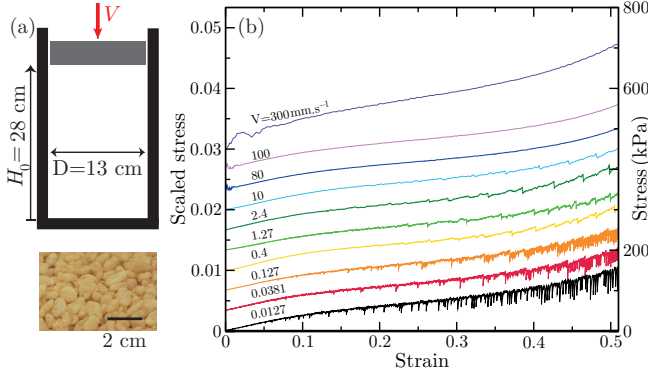 (a)
V
H₀=28 cm
D=13 cm
2 cm
(b)
Scaled stress
0.05
0.04
0.03
0.02
0.01
0
V=300mm.s⁻¹
100
80
10
2.4
1.27
0.4
0.127
0.0381
0.0127
0
0.1
0.2
0.3
0.4
0.5
Strain
800
600
400
200
0
Stress (kPa)